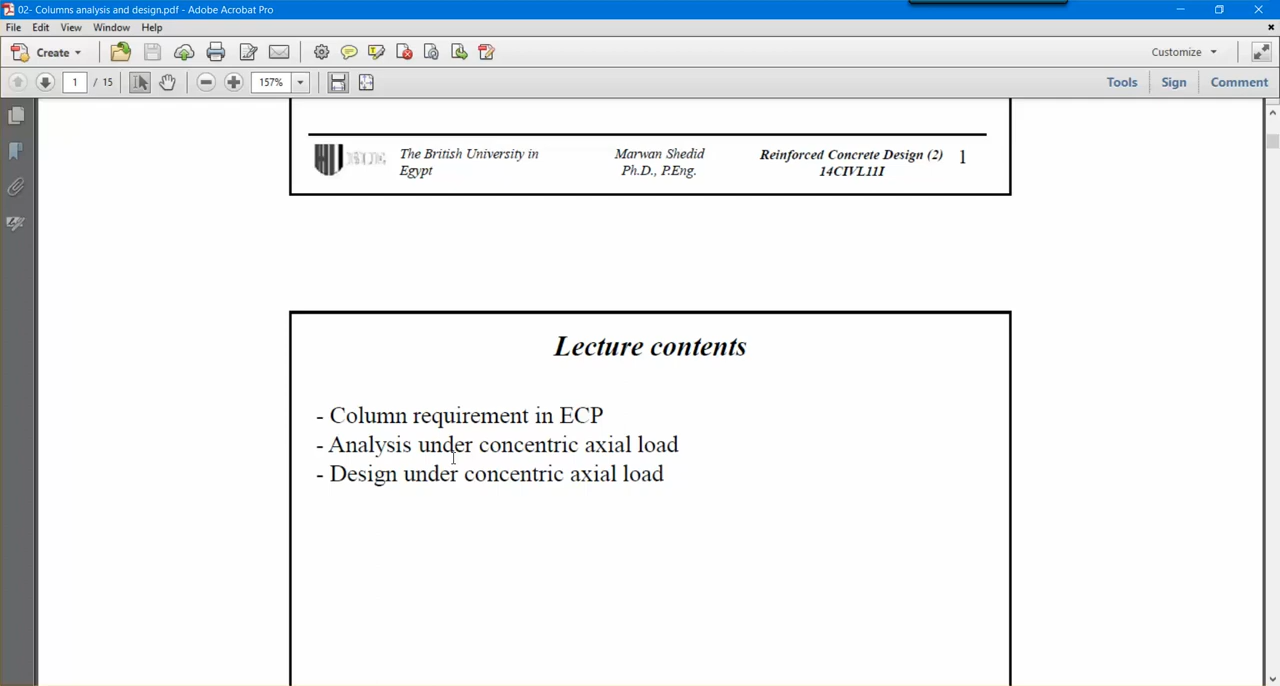 02- Columns analysis and design.pdf - Adobe Acrobat Pro
File Edit View Window Help
Create Customize
1 / 15 157% Tools Sign Comment
The British University in Marwan Shedid Reinforced Concrete Design (2) 1
Egypt Ph.D., P.Eng. 14CIVL11I
Lecture contents
- Column requirement in ECP
- Analysis under concentric axial load
- Design under concentric axial load